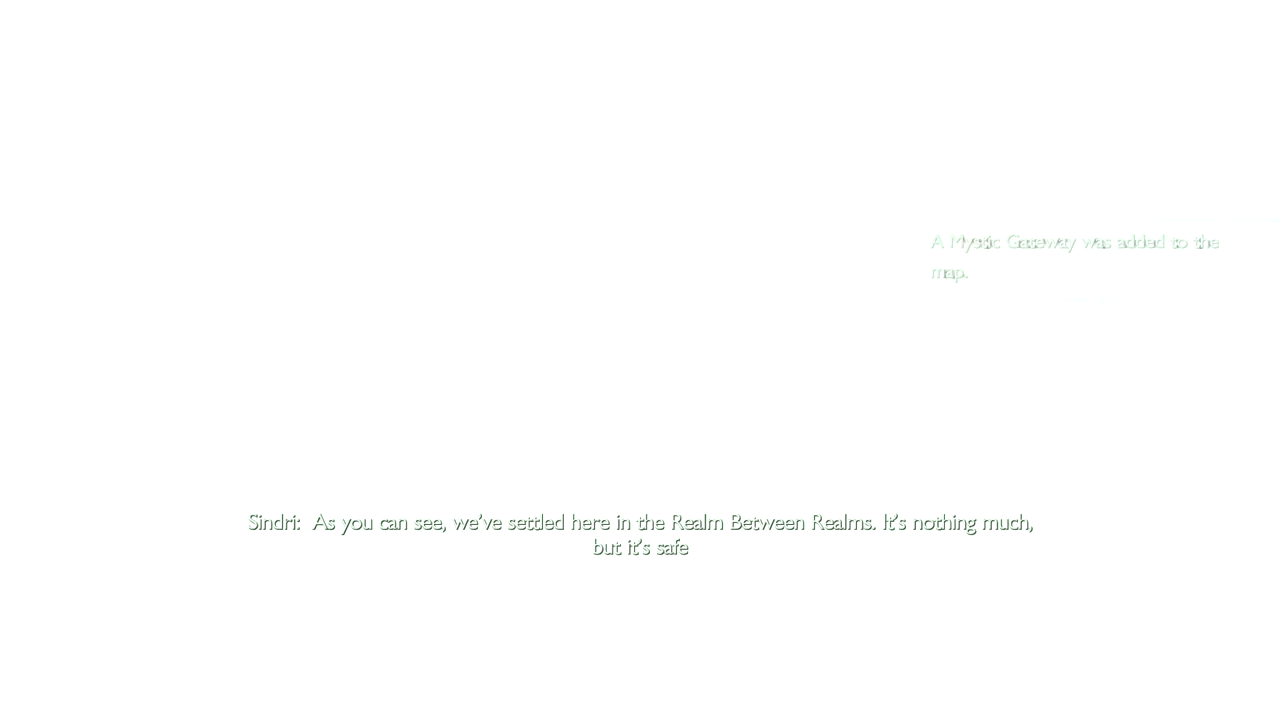 A Mystic Gateway was added to the
map.
Sindri:  As you can see, we’ve settled here in the Realm Between Realms. It’s nothing much,
but it’s safe